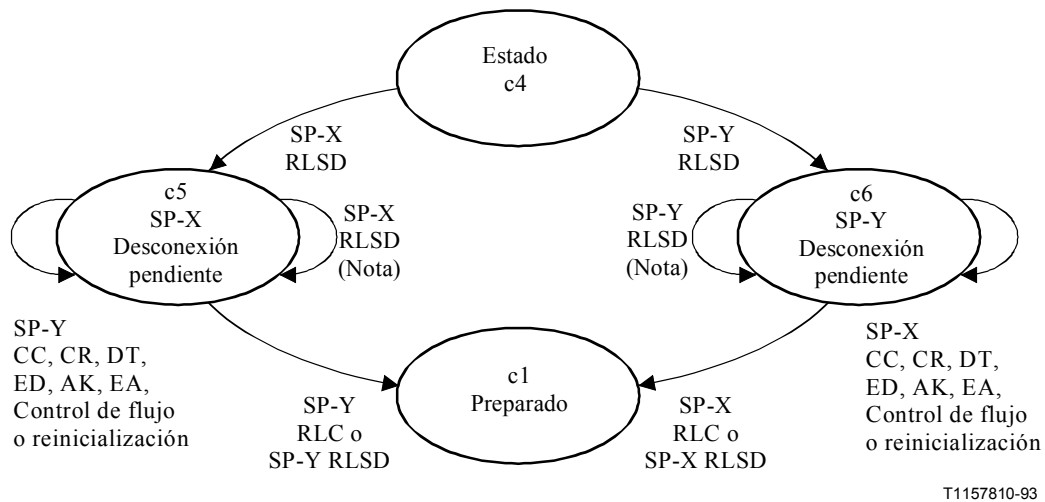 Estado
c4
SP-X
RLSD
SP-Y
RLSD
c5
SP-X
Desconexión
pendiente
SP-X
RLSD
(Nota)
SP-Y
RLSD
(Nota)
c6
SP-Y
Desconexión
pendiente
SP-Y
CC, CR, DT,
ED, AK, EA,
Control de flujo
o reinicialización
c1
Preparado
SP-X
CC, CR, DT,
ED, AK, EA,
Control de flujo
o reinicialización
SP-Y
RLC o
SP-Y RLSD
SP-X
RLC o
SP-X RLSD
T1157810-93